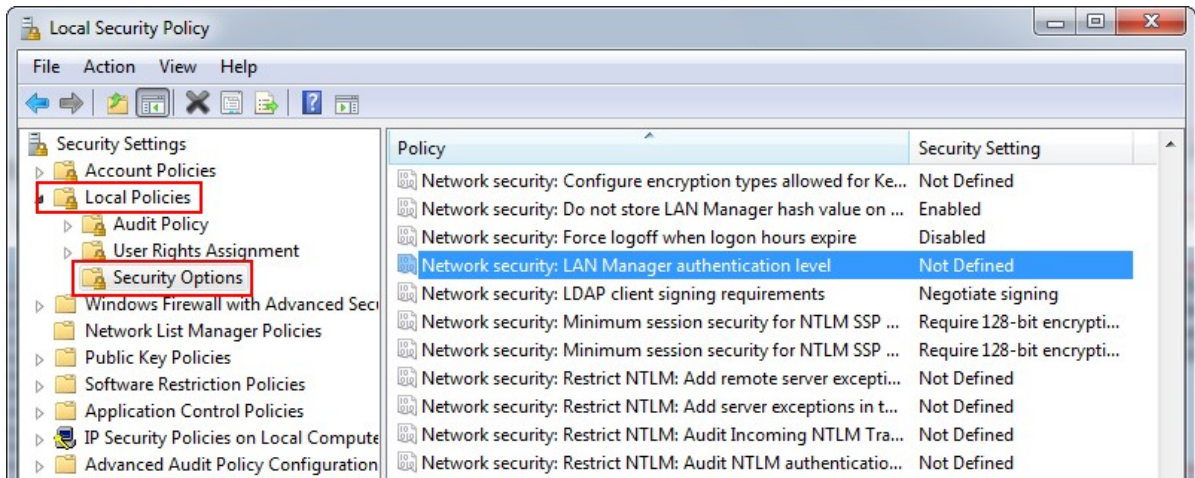 Local Security Policy
File Action View Help
Security Settings
Account Policies
Local Policies
Audit Policy
User Rights Assignment
Security Options
Windows Firewall with Advanced Secu
Network List Manager Policies
Public Key Policies
Software Restriction Policies
Application Control Policies
IP Security Policies on Local Compute
Advanced Audit Policy Configuration
Policy Security Setting
Network security: Configure encryption types allowed for Ke... Not Defined
Network security: Do not store LAN Manager hash value on ... Enabled
Network security: Force logoff when logon hours expire Disabled
Network security: LAN Manager authentication level Not Defined
Network security: LDAP client signing requirements Negotiate signing
Network security: Minimum session security for NTLM SSP ... Require 128-bit encrypti...
Network security: Minimum session security for NTLM SSP ... Require 128-bit encrypti...
Network security: Restrict NTLM: Add remote server excepti... Not Defined
Network security: Restrict NTLM: Add server exceptions in t... Not Defined
Network security: Restrict NTLM: Audit Incoming NTLM Tra... Not Defined
Network security: Restrict NTLM: Audit NTLM authenticatio... Not Defined